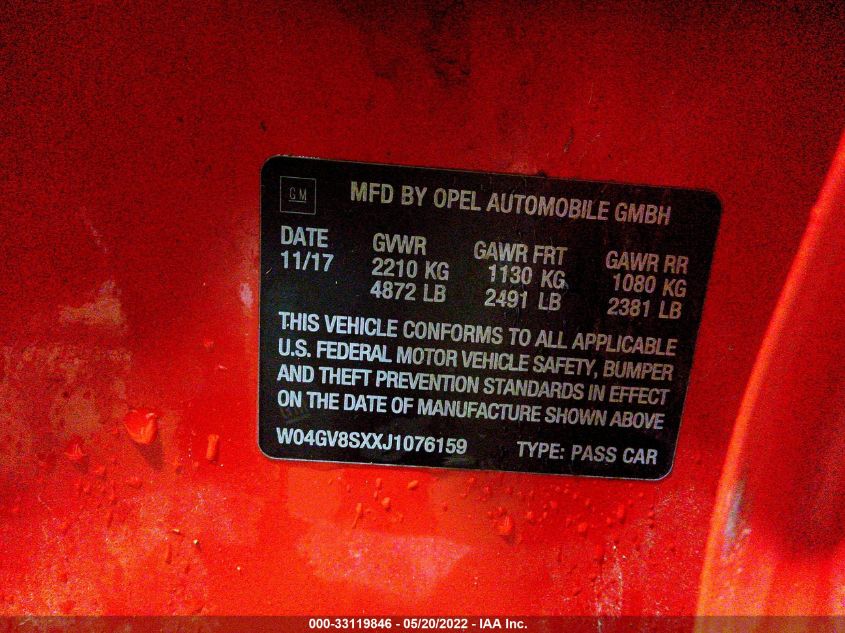 GM
MFD BY OPEL AUTOMOBILE GMBH
DATE GVWR GAWR FRT GAWR RR
11/17 2210 KG 1130 KG 1080 KG
4872 LB 2491 LB 2381 LB
THIS VEHICLE CONFORMS TO ALL APPLICABLE
U.S. FEDERAL MOTOR VEHICLE SAFETY, BUMPER
AND THEFT PREVENTION STANDARDS IN EFFECT
ON THE DATE OF MANUFACTURE SHOWN ABOVE
W04GV8SXXJ1076159 TYPE: PASS CAR
000-33119846 - 05/20/2022 - IAA Inc.